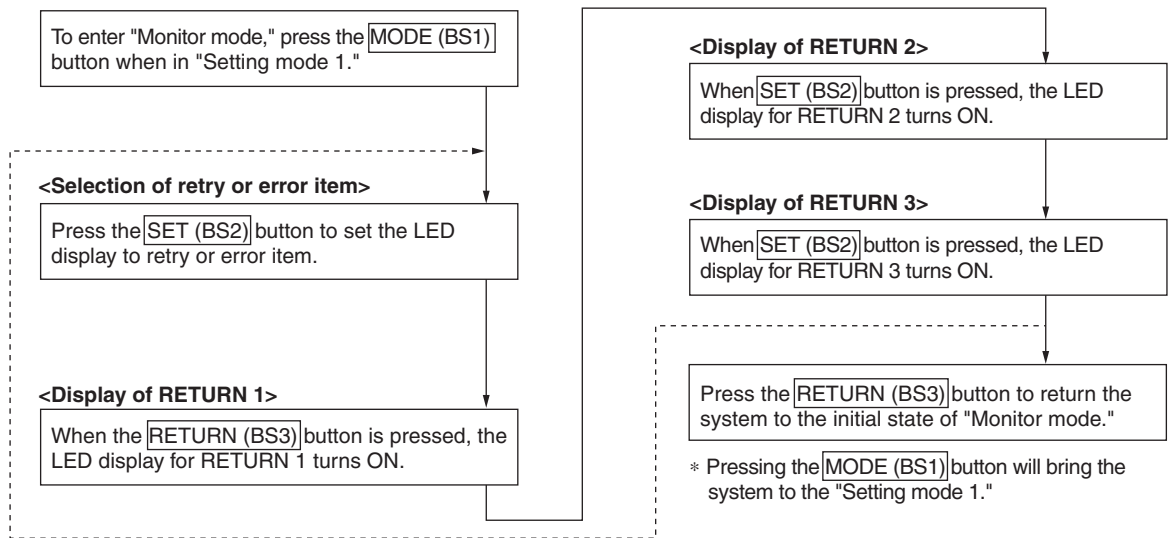 To enter "Monitor mode," press the MODE (BS1)
button when in "Setting mode 1."
<Selection of retry or error item>
Press the SET (BS2) button to set the LED
display to retry or error item.
<Display of RETURN 1>
When the RETURN (BS3) button is pressed, the
LED display for RETURN 1 turns ON.
<Display of RETURN 2>
When SET (BS2) button is pressed, the LED
display for RETURN 2 turns ON.
<Display of RETURN 3>
When SET (BS2) button is pressed, the LED
display for RETURN 3 turns ON.
Press the RETURN (BS3) button to return the
system to the initial state of "Monitor mode."
* Pressing the MODE (BS1) button will bring the
system to the "Setting mode 1."